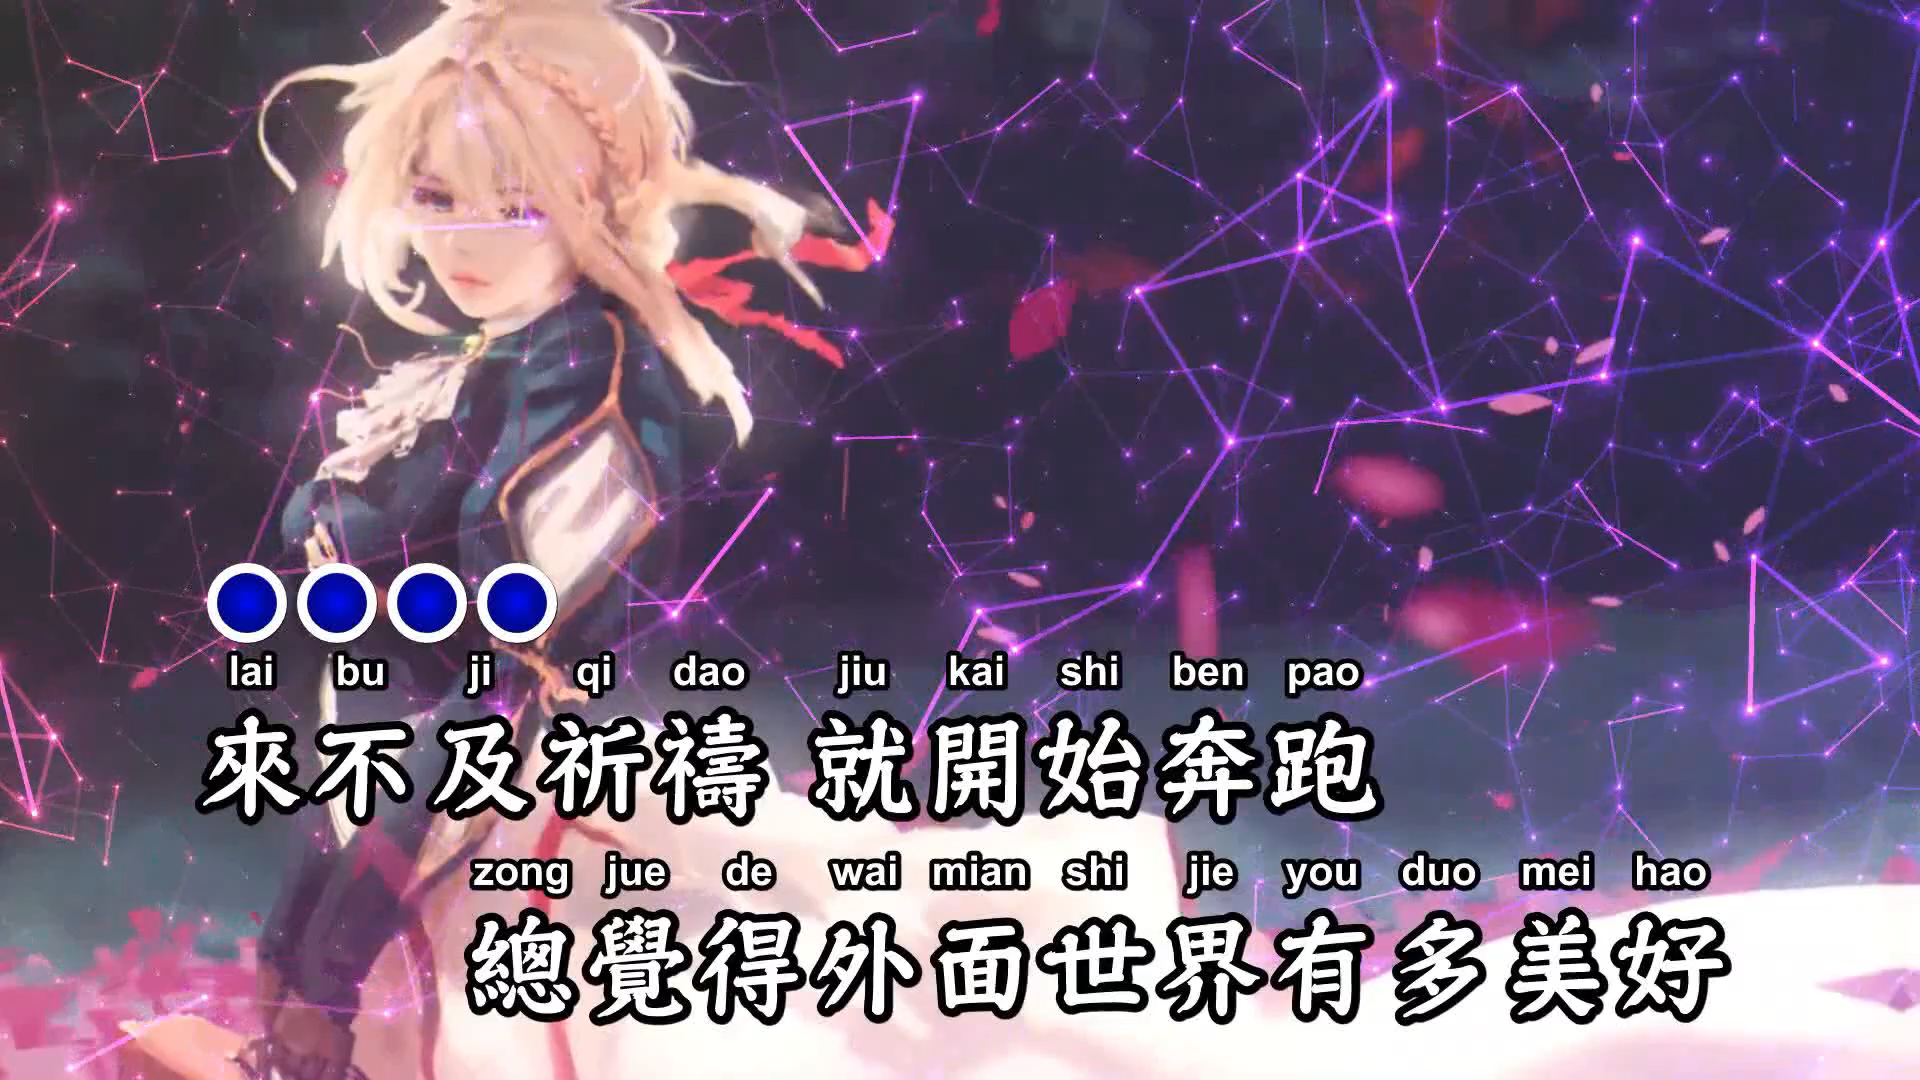 lai bu ji qi dao jiu kai shi ben pao
來不及祈禱 就開始奔跑
zong jue de wai mian shi jie you duo mei hao
總覺得外面世界有多美好